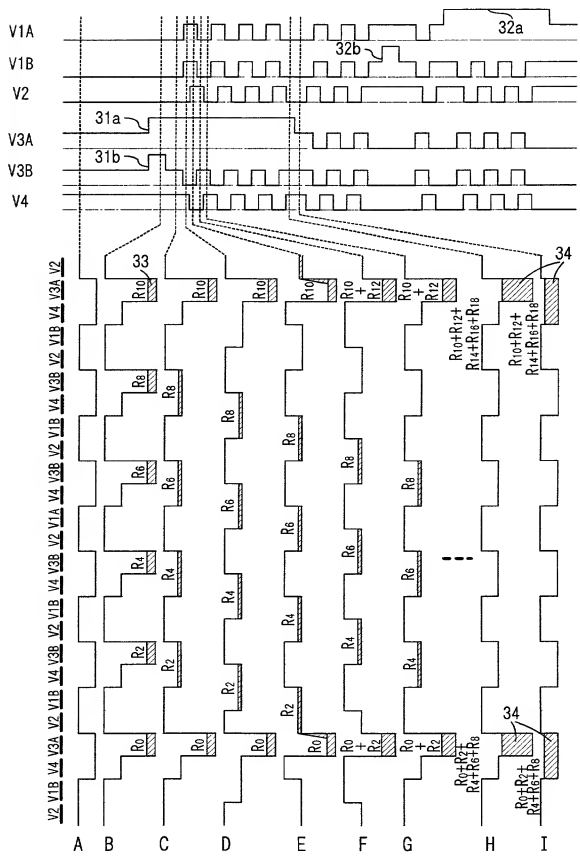 V1A
32a
32b
V1B
V2
31a
V3A
31b
V3B
V4
V2 V1B V4 V3A V2 V1B V4 V3B V2 V1B V4 V3B V2 V1A V4 V3B V2 V1B V4 V3B V2 V1B V4 V3A V2
A
B
R0 R2 R4 R6 R8 R10 33
C
R2 R4 R6 R8
R0 R10
D
R2 R4 R6 R8
R0 R10
E
R2 R4 R6 R8
R0 R10
F
R4 R6 R8
R0 + R2 R10 + R12
G
R4 R6 R8
R0 + R2 R10 + R12
H
R0+R2+ R10+R12+
R4+R6+R8 R14+R16+R18
34 34
I
R0+R2+ R10+R12+
R4+R6+R8 R14+R16+R18